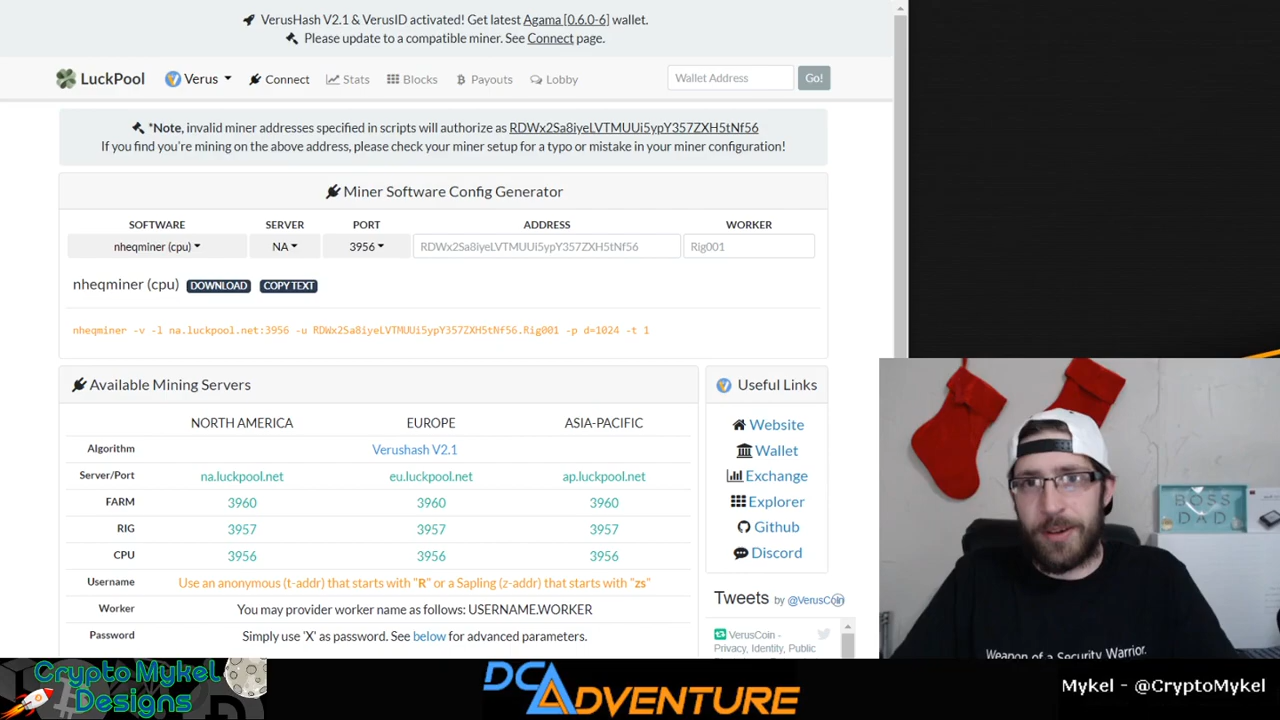 VerusHash V2.1 & VerusID activated! Get latest Agama [0.6.0-6] wallet.
Please update to a compatible miner. See Connect page.
LuckPool
Verus
Connect
Stats
Blocks
Payouts
Lobby
Wallet Address
Go!
*Note, invalid miner addresses specified in scripts will authorize as RDWx2Sa8iyeLVTMUUi5ypY357ZXH5tNf56
If you find you're mining on the above address, please check your miner setup for a typo or mistake in your miner configuration!
Miner Software Config Generator
SOFTWARE SERVER PORT ADDRESS WORKER
nheqminer (cpu) NA 3956 RDWx2Sa8iyeLVTMUUi5ypY357ZXH5tNf56 Rig001
nheqminer (cpu) DOWNLOAD COPY TEXT
nheqminer -v -l na.luckpool.net:3956 -u RDWx2Sa8iyeLVTMUUi5ypY357ZXH5tNf56.Rig001 -p d=1024 -t 1
Available Mining Servers
NORTH AMERICA EUROPE ASIA-PACIFIC
Algorithm Verushash V2.1
Server/Port na.luckpool.net eu.luckpool.net ap.luckpool.net
FARM 3960 3960 3960
RIG 3957 3957 3957
CPU 3956 3956 3956
Username Use an anonymous (t-addr) that starts with "R" or a Sapling (z-addr) that starts with "zs"
Worker You may provider worker name as follows: USERNAME.WORKER
Password Simply use 'X' as password. See below for advanced parameters.
Useful Links
Website
Wallet
Exchange
Explorer
Github
Discord
Tweets by @VerusCoin
VerusCoin -
Privacy, Identity, Public
BOSS
DAD
Weapon of a Security Warrior.
Crypto Mykel
Designs
DCADVENTURE
Mykel - @CryptoMykel